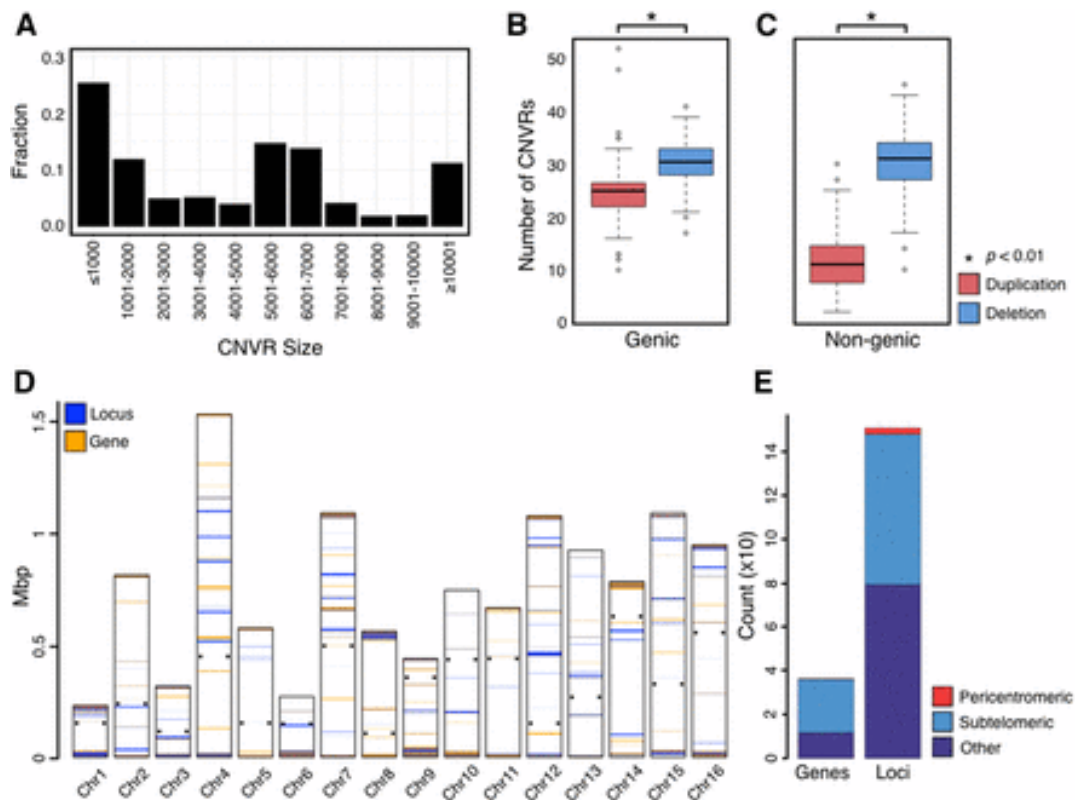 A
0.3
0.2
0.1
0.0
Fraction
≤1000
1001-2000
2001-3000
3001-4000
4001-5000
5001-6000
6001-7000
7001-8000
8001-9000
9001-10000
≥10001
CNVR Size
B
*
50
40
30
20
10
0
Number of CNVRs
Genic
C
*
Non-genic
* p < 0.01
Duplication
Deletion
D
Locus
Gene
1.5
1
0.5
0
Mbp
Chr1
Chr2
Chr3
Chr4
Chr5
Chr6
Chr7
Chr8
Chr9
Chr10
Chr11
Chr12
Chr13
Chr14
Chr15
Chr16
E
14
12
10
8
6
4
2
0
Count (x10)
Genes
Loci
Pericentromeric
Subtelomeric
Other